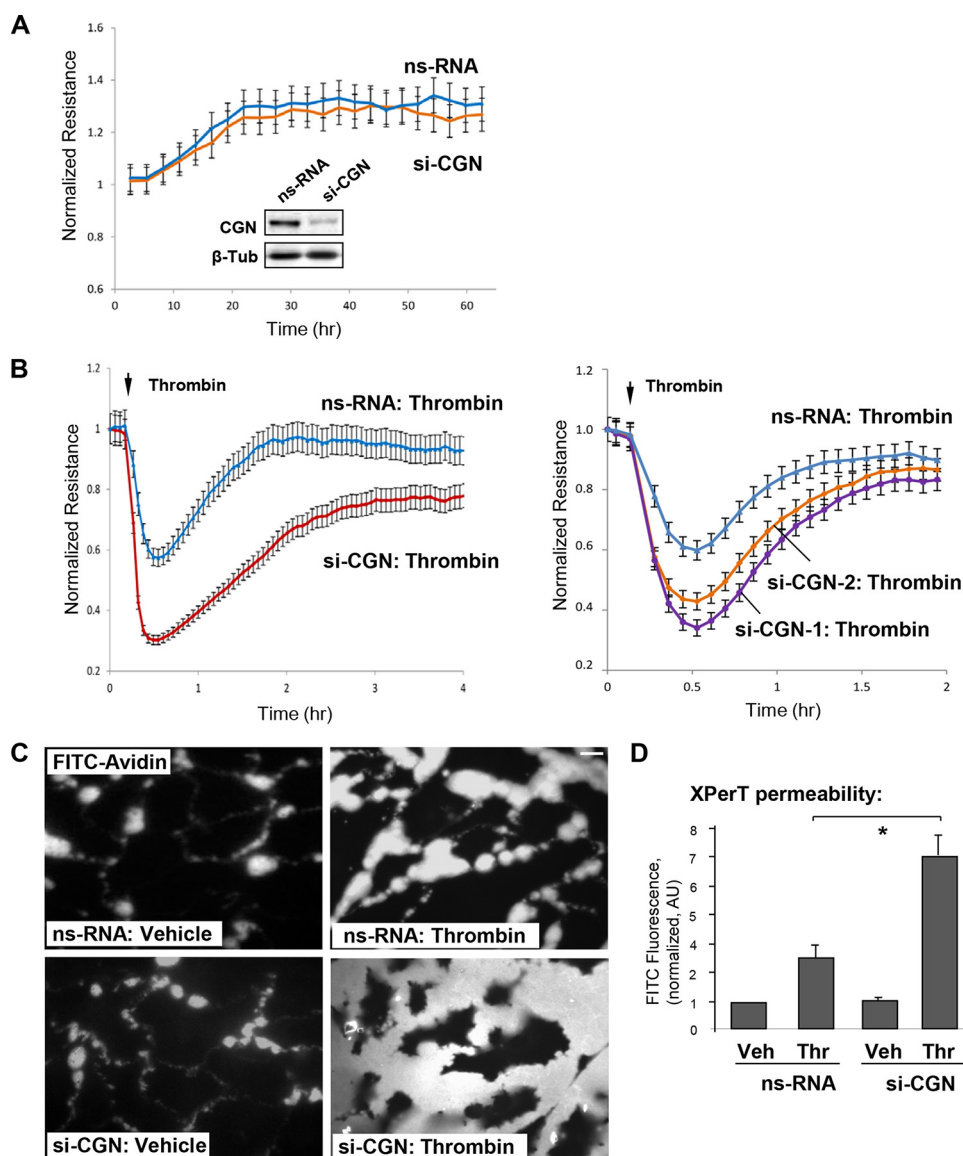 A
1.6
1.4
1.2
1
0.8
0.6
Normalized Resistance
0 10 20 30 40 50 60
Time (hr)
ns-RNA
si-CGN
ns-RNA si-CGN
CGN
β-Tub
B
1.2
1.0
0.8
0.6
0.4
0.2
Normalized Resistance
0 1 2 3 4
Time (hr)
Thrombin
ns-RNA: Thrombin
si-CGN: Thrombin
1.2
1.0
0.8
0.6
0.4
0.2
Normalized Resistance
0 0.5 1 1.5 2
Time (hr)
Thrombin
ns-RNA: Thrombin
si-CGN-2: Thrombin
si-CGN-1: Thrombin
C
FITC-Avidin
ns-RNA: Vehicle
ns-RNA: Thrombin
si-CGN: Vehicle
si-CGN: Thrombin
D
XPerT permeability:
FITC Fluorescence,
(normalized, AU)
8
7
6
5
4
2
1
0
*
Veh Thr Veh Thr
ns-RNA si-CGN